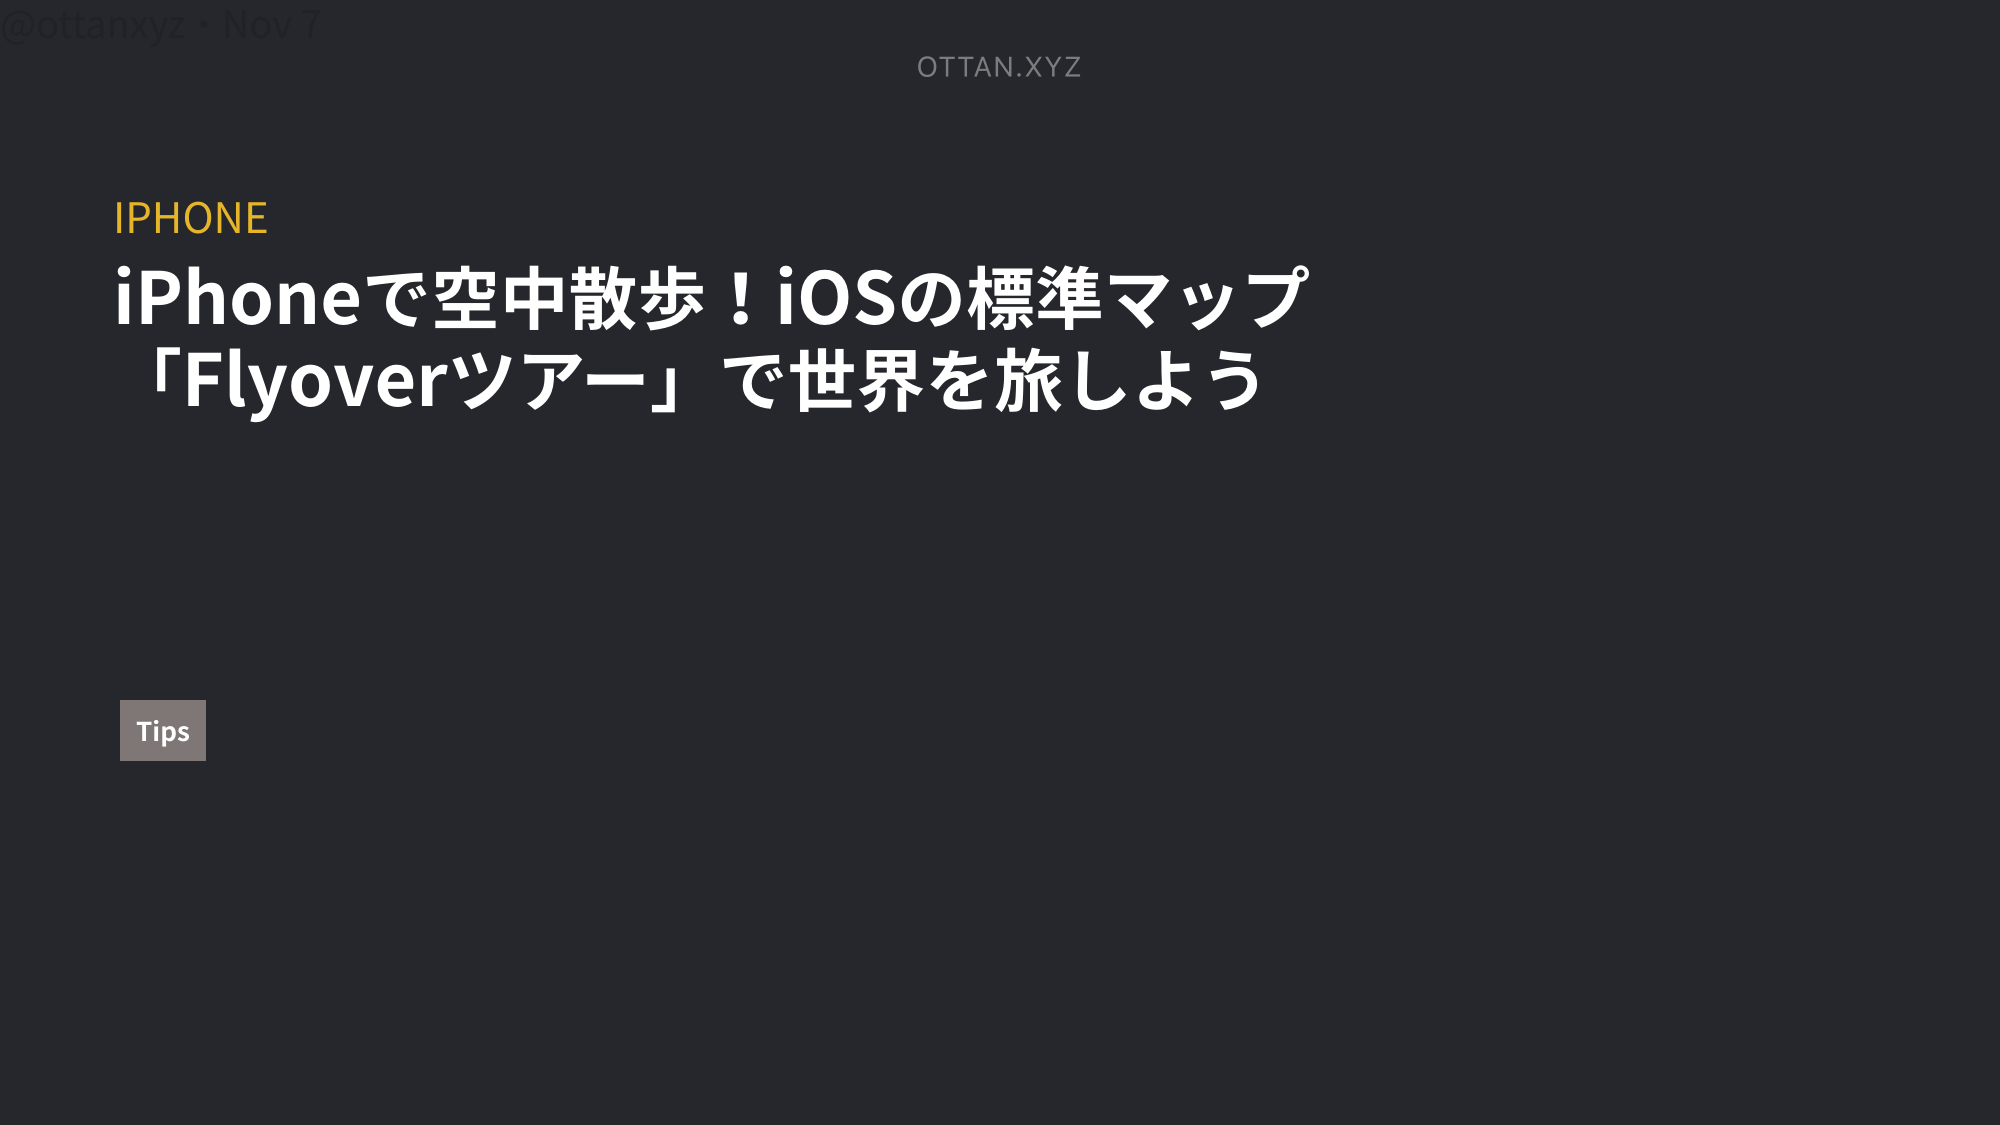 @ottanxyz・Nov 7
OTTAN.XYZ
IPHONE
iPhoneで空中散歩！iOSの標準マップ
「Flyoverツアー」で世界を旅しよう
Tips